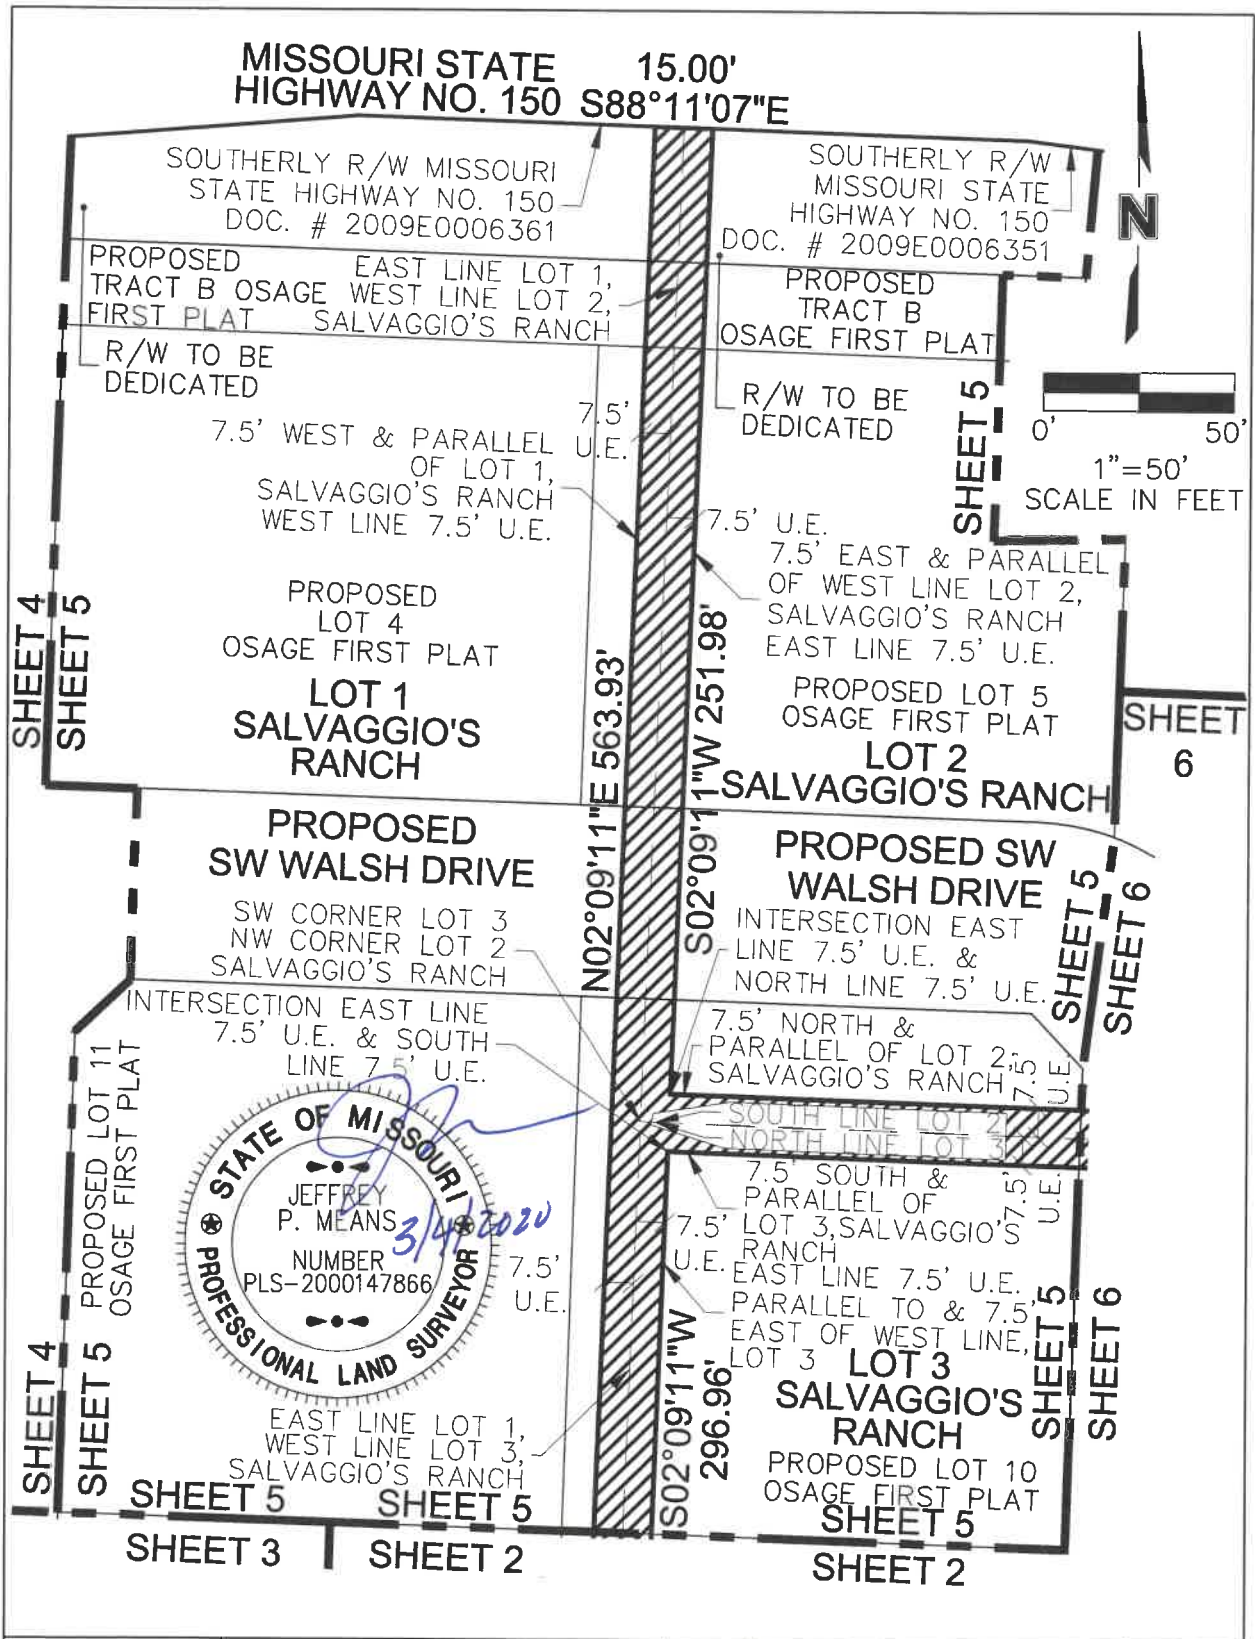 MISSOURI STATE
HIGHWAY NO. 150
15.00'
S88°11'07"E
SOUTHERLY R/W MISSOURI
STATE HIGHWAY NO. 150
DOC. # 2009E0006361
SOUTHERLY R/W
MISSOURI STATE
HIGHWAY NO. 150
DOC. # 2009E0006351
N
PROPOSED
TRACT B OSAGE
FIRST PLAT
EAST LINE LOT 1,
WEST LINE LOT 2,
SALVAGGIO'S RANCH
PROPOSED
TRACT B
OSAGE FIRST PLAT
R/W TO BE
DEDICATED
R/W TO BE
DEDICATED
SHEET 5
0' 50'
1"=50'
SCALE IN FEET
7.5'
U.E.
7.5' WEST & PARALLEL
OF LOT 1,
SALVAGGIO'S RANCH
WEST LINE 7.5' U.E.
7.5' U.E.
7.5' EAST & PARALLEL
OF WEST LINE LOT 2,
SALVAGGIO'S RANCH
EAST LINE 7.5' U.E.
SHEET 4
SHEET 5
PROPOSED
LOT 4
OSAGE FIRST PLAT
LOT 1
SALVAGGIO'S
RANCH
N02°09'11"E 563.93'
S02°09'11"W 251.98'
PROPOSED LOT 5
OSAGE FIRST PLAT
LOT 2
SALVAGGIO'S RANCH
SHEET
6
PROPOSED
SW WALSH DRIVE
PROPOSED SW
WALSH DRIVE
SHEET 5
SHEET 6
SW CORNER LOT 3
NW CORNER LOT 2
SALVAGGIO'S RANCH
INTERSECTION EAST
LINE 7.5' U.E. &
NORTH LINE 7.5' U.E.
INTERSECTION EAST LINE
7.5' U.E. & SOUTH
LINE 7.5' U.E.
7.5' NORTH &
PARALLEL OF LOT 2,
SALVAGGIO'S RANCH
7.5'
U.E.
SOUTH LINE LOT 2
NORTH LINE LOT 3
PROPOSED LOT 11
OSAGE FIRST PLAT
STATE OF MISSOURI
JEFFREY
P. MEANS
NUMBER
PLS-2000147866
PROFESSIONAL LAND SURVEYOR
3/4/2020
7.5'
U.E.
7.5' SOUTH &
PARALLEL OF
LOT 3, SALVAGGIO'S
RANCH
7.5'
U.E.
7.5'
U.E.
EAST LINE 7.5' U.E.
PARALLEL TO & 7.5'
EAST OF WEST LINE,
LOT 3
LOT 3
SALVAGGIO'S
RANCH
PROPOSED LOT 10
OSAGE FIRST PLAT
SHEET 5
SHEET 6
S02°09'11"W
296.96'
EAST LINE LOT 1,
WEST LINE LOT 3,
SALVAGGIO'S RANCH
SHEET 4
SHEET 5
SHEET 5
SHEET 5
SHEET 5
SHEET 3
SHEET 2
SHEET 2